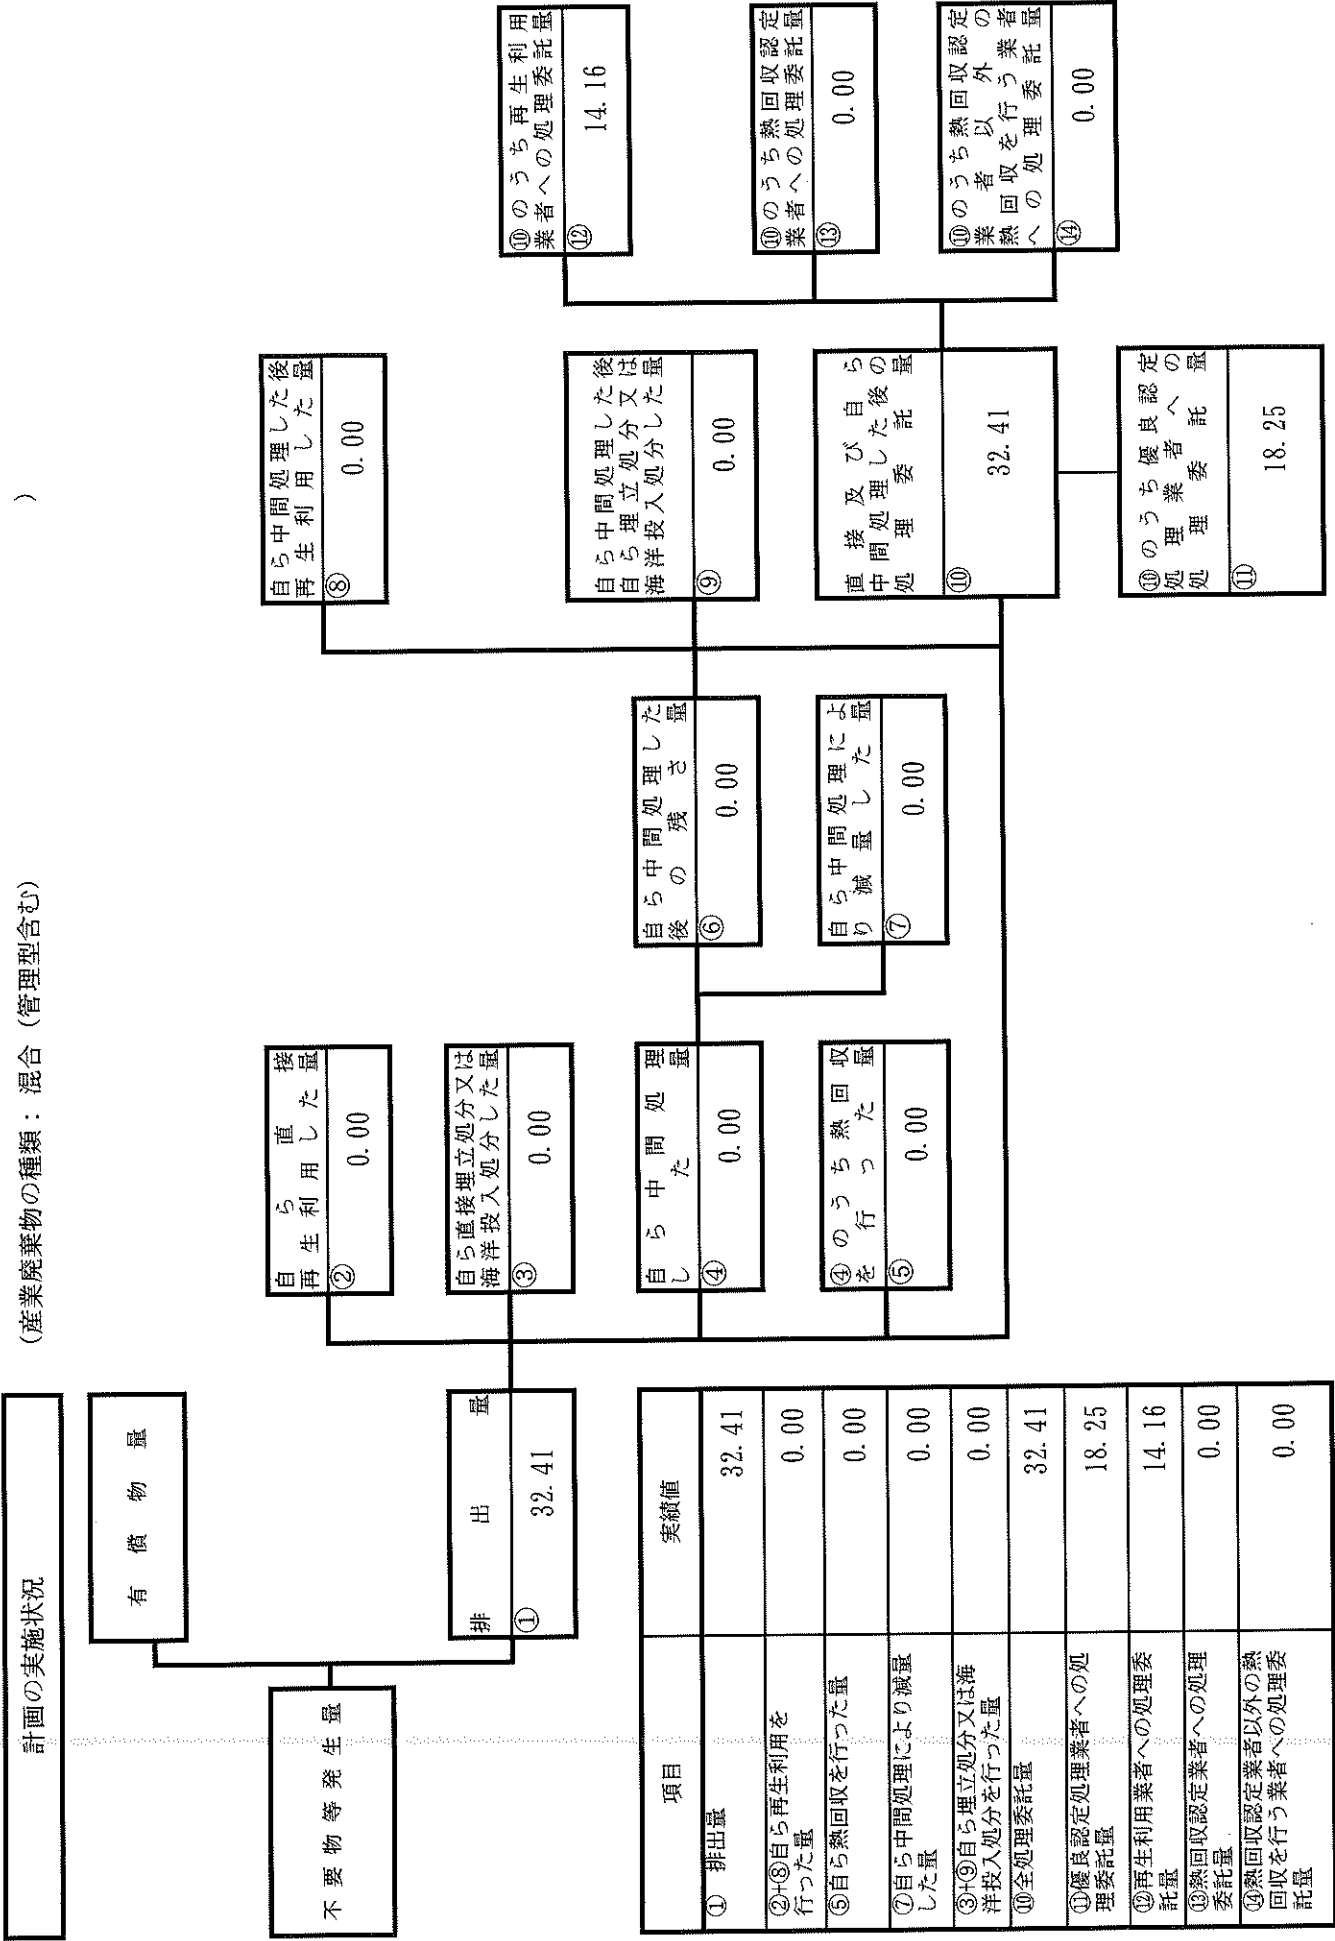 計画の実施状況
(産業廃棄物の種類： 混合（管理型含む）
)
有償物量
不要物等発生量
排出量
① 32.41
自ら直接
再生利用した量
② 0.00
自ら直接埋立処分又は
海洋投入処分した量
③ 0.00
自ら中間処理
した量
④ 0.00
④のうち熱回収
を行った量
⑤ 0.00
自ら中間処理した
後の残さ量
⑥ 0.00
自ら中間処理によ
り減量した量
⑦ 0.00
自ら中間処理した後
再生利用した量
⑧ 0.00
自ら中間処理した後
自ら埋立処分又は
海洋投入処分した量
⑨ 0.00
直接及び自ら
中間処理した後の
処理委託量
⑩ 32.41
⑩のうち優良認定
処理業者への
処理委託量
⑪ 18.25
⑩のうち再生利用
業者への処理委託量
⑫ 14.16
⑩のうち熱回収認定
業者への処理委託量
⑬ 0.00
⑩のうち熱回収認定
業者以外の
熱回収を行う業者
への処理委託量
⑭ 0.00
項目 実績値
① 排出量 32.41
②+⑧自ら再生利用を
行った量 0.00
⑤自ら熱回収を行った量 0.00
⑦自ら中間処理により減量
した量 0.00
③+⑨自ら埋立処分又は海
洋投入処分を行った量 0.00
⑩全処理委託量 32.41
⑪優良認定処理業者への処
理委託量 18.25
⑫再生利用業者への処理委
託量 14.16
⑬熱回収認定業者への処理
委託量 0.00
⑭熱回収認定業者以外の熱
回収を行う業者への処理委
託量 0.00